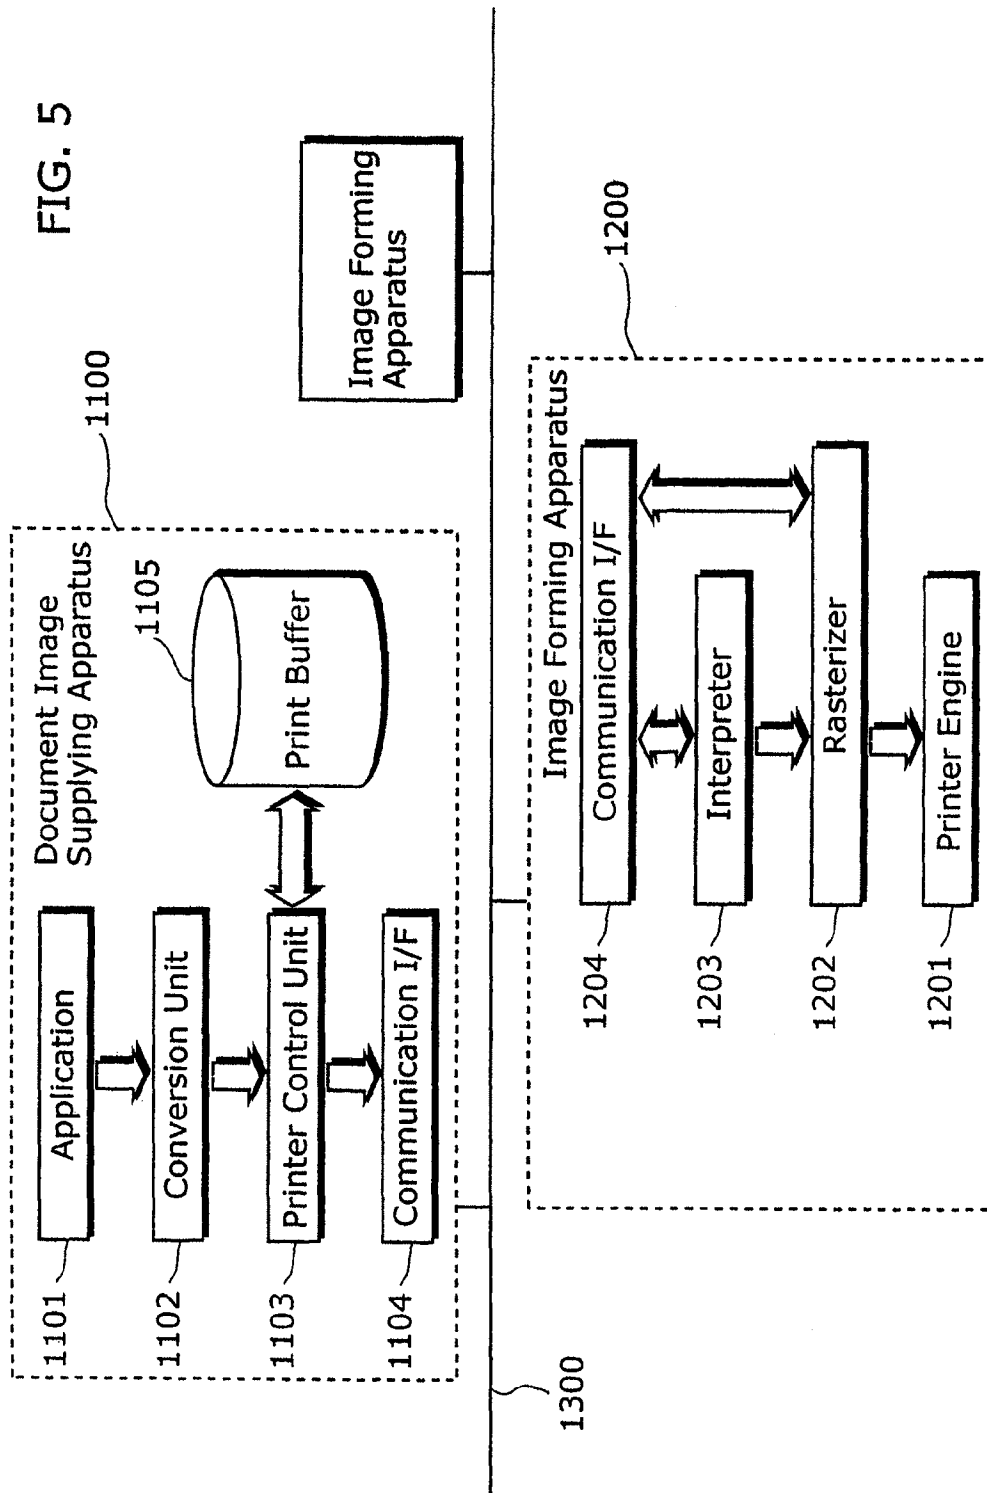 FIG. 5
1100
Document Image
Supplying Apparatus
1101
Application
1102
Conversion Unit
1103
Printer Control Unit
1104
Communication I/F
1105
Print Buffer
Image Forming
Apparatus
1300
1200
Image Forming Apparatus
1204
Communication I/F
1203
Interpreter
1202
Rasterizer
1201
Printer Engine